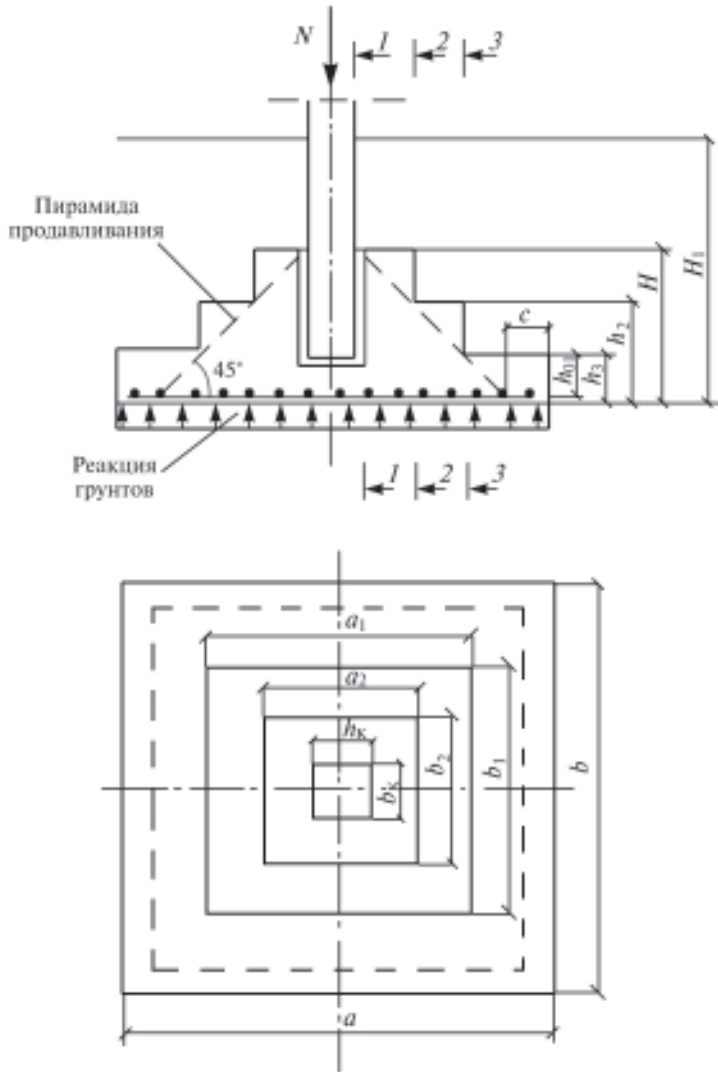 N
1
2
3
Пирамида
продавливания
45°
c
h₀₁
h₃
h₂
H
H₁
Реакция
грунтов
1
2
3
a₁
a₂
hк
bк
b₂
b₁
b
a